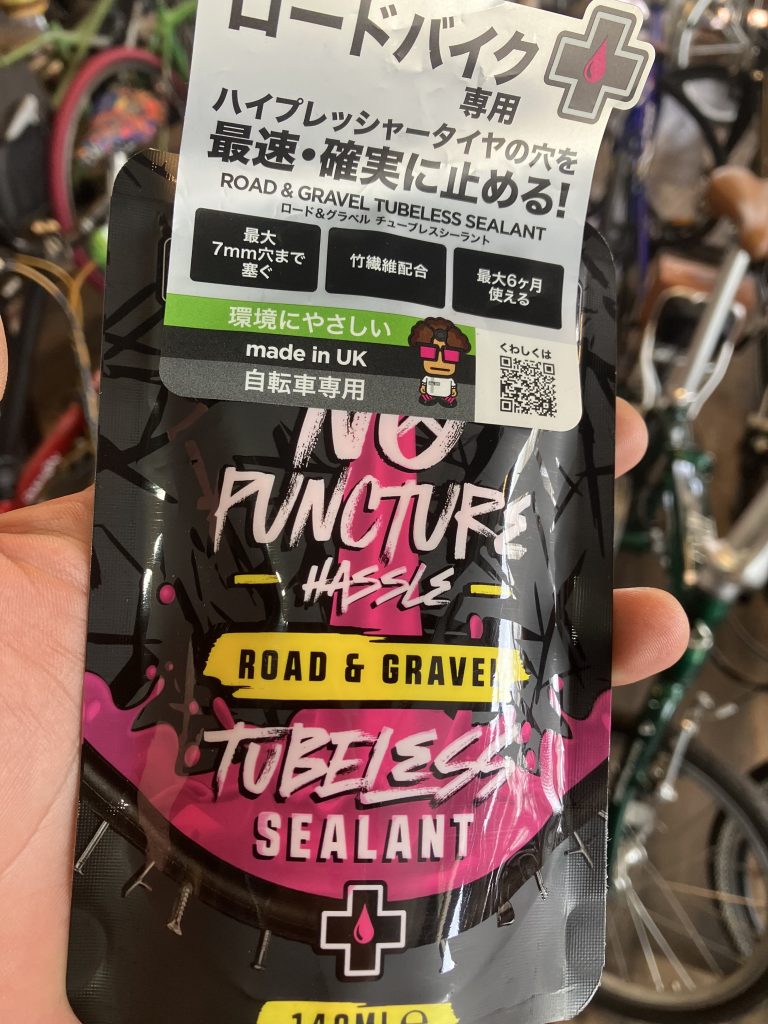 ロードバイク
専用
ハイプレッシャータイヤの穴を
最速・確実に止める!
ROAD & GRAVEL TUBELESS SEALANT
ロード&グラベル チューブレスシーラント
最大
7mm穴まで
塞ぐ
竹繊維配合
最大6ヶ月
使える
環境にやさしい
made in UK
自転車専用
くわしくは
NO
PUNCTURE
HASSLE
ROAD & GRAVEL
TUBELESS
SEALANT
140ML e